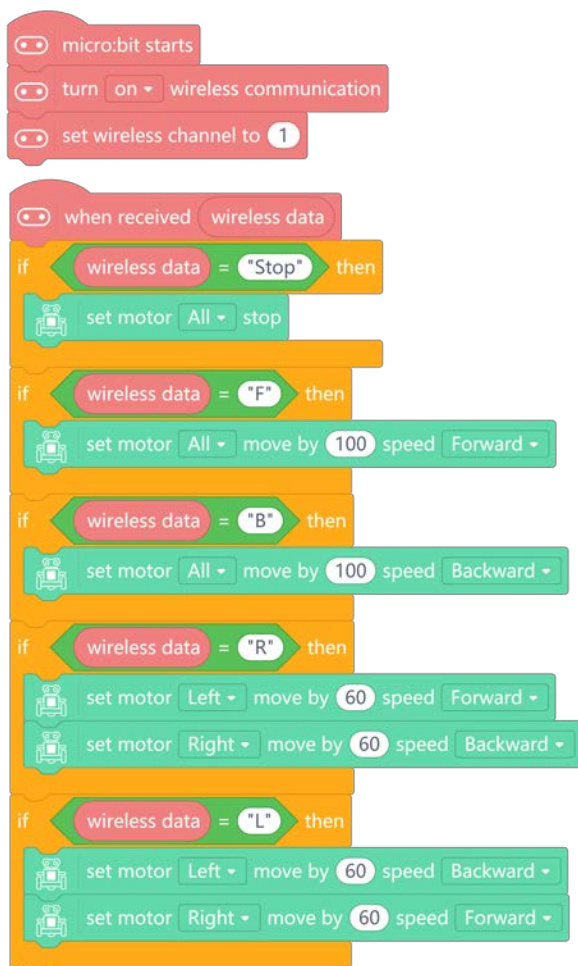 micro:bit starts
turn on wireless communication
set wireless channel to 1
when received wireless data
if wireless data = "Stop" then
set motor All stop
if wireless data = "F" then
set motor All move by 100 speed Forward
if wireless data = "B" then
set motor All move by 100 speed Backward
if wireless data = "R" then
set motor Left move by 60 speed Forward
set motor Right move by 60 speed Backward
if wireless data = "L" then
set motor Left move by 60 speed Backward
set motor Right move by 60 speed Forward